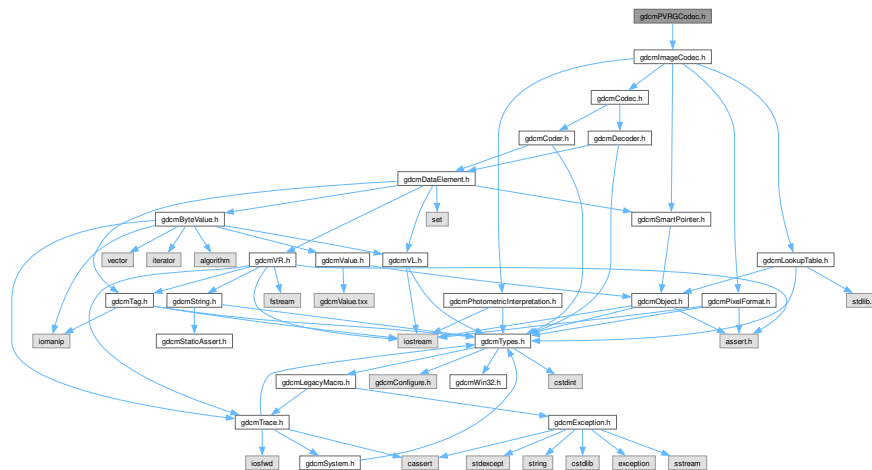 gdcmPVRGCodec.h
gdcmImageCodec.h
gdcmCodec.h
gdcmCoder.h
gdcmDecoder.h
gdcmDataElement.h
gdcmByteValue.h
set
gdcmSmartPointer.h
vector
iterator
algorithm
gdcmVR.h
gdcmValue.h
gdcmVL.h
gdcmLookupTable.h
gdcmTag.h
gdcmString.h
fstream
gdcmValue.txx
gdcmPhotometricInterpretation.h
gdcmObject.h
gdcmPixelFormat.h
stdlib.
iomanip
gdcmStaticAssert.h
iostream
gdcmTypes.h
assert.h
gdcmLegacyMacro.h
gdcmConfigure.h
gdcmWin32.h
cstdint
gdcmTrace.h
gdcmException.h
iosfwd
gdcmSystem.h
cassert
stdexcept
string
cstdlib
exception
sstream